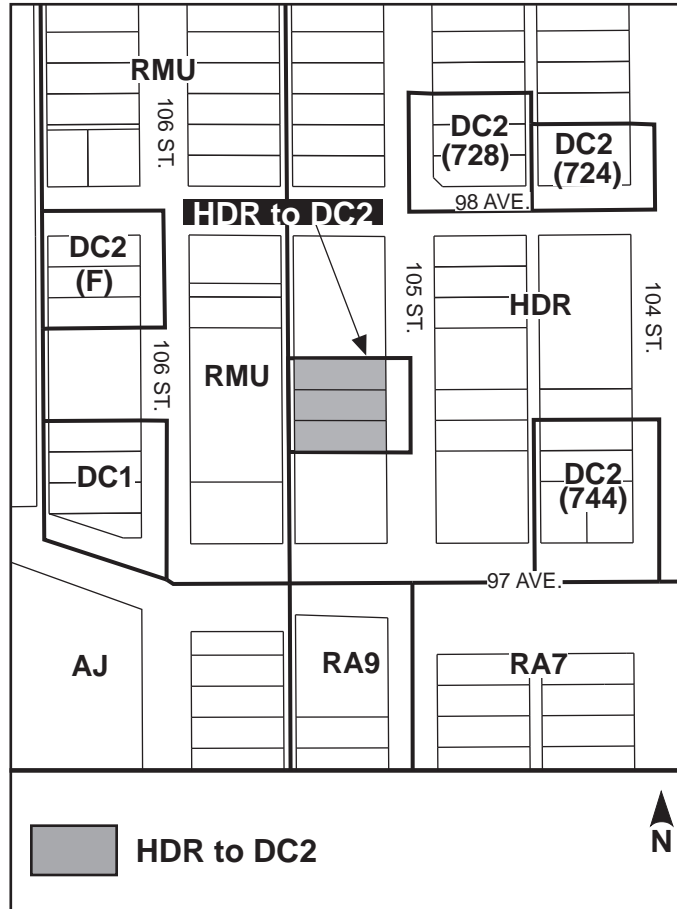 RMU
106 ST.
DC2
(728)
DC2
(724)
98 AVE.
HDR to DC2
DC2
(F)
105 ST.
HDR
104 ST.
106 ST.
RMU
DC1
DC2
(744)
97 AVE.
AJ
RA9
RA7
HDR to DC2
N